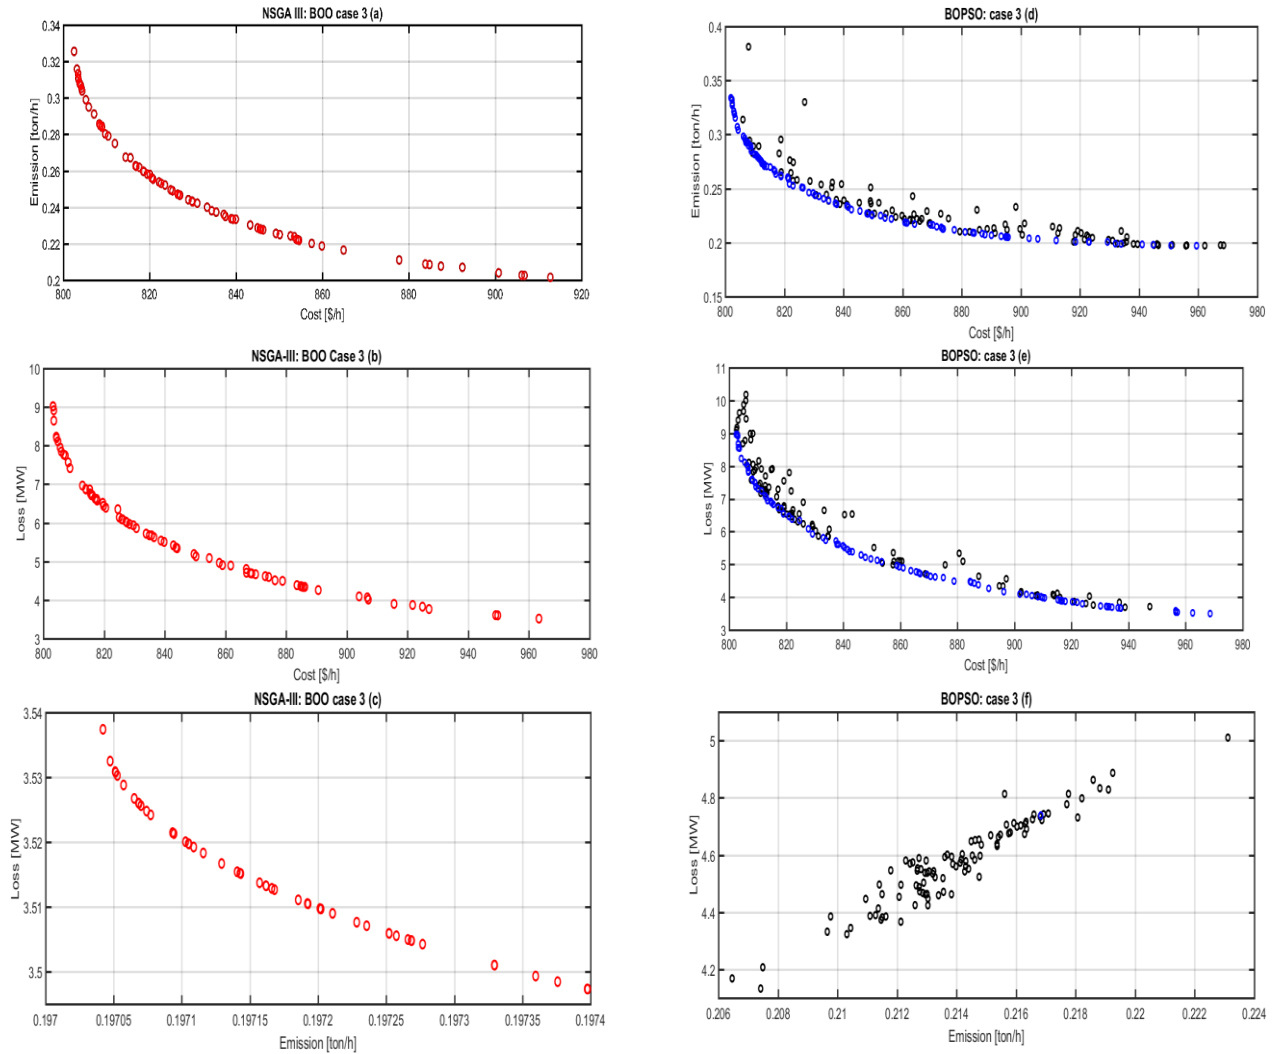 NSGA III: BOO case 3 (a)
Emission [ton/h]
0.34
0.32
0.3
0.28
0.26
0.24
0.22
0.2
800 820 840 860 880 900 920
Cost [$/h]
BOPSO: case 3 (d)
Emission [ton/h]
0.4
0.35
0.3
0.25
0.2
0.15
800 820 840 860 880 900 920 940 960 980
Cost [$/h]
NSGA-III: BOO Case 3 (b)
Loss [MW]
10
9
8
7
6
5
4
3
800 820 840 860 880 900 920 940 960 980
Cost [$/h]
BOPSO: case 3 (e)
Loss [MW]
11
10
9
8
7
6
5
4
3
800 820 840 860 880 900 920 940 960 980
Cost [$/h]
NSGA-III: BOO case 3 (c)
Loss [MW]
3.54
3.53
3.52
3.51
3.5
0.197 0.19705 0.1971 0.19715 0.1972 0.19725 0.1973 0.19735 0.1974
Emission [ton/h]
BOPSO: case 3 (f)
Loss [MW]
5
4.8
4.6
4.4
4.2
0.206 0.208 0.21 0.212 0.214 0.216 0.218 0.22 0.222 0.224
Emission [ton/h]